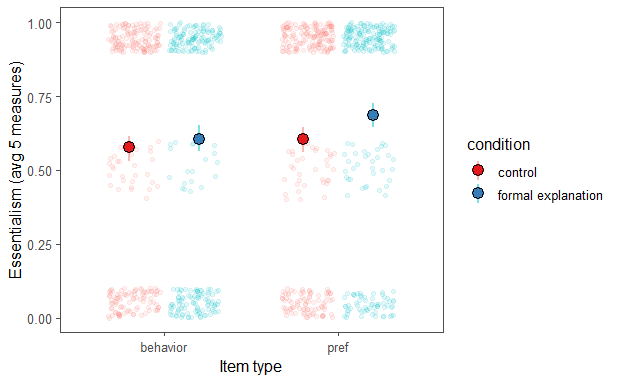 1.00
0.75
0.50
0.25
0.00
Essentialism (avg 5 measures)
behavior
pref
Item type
condition
control
formal explanation